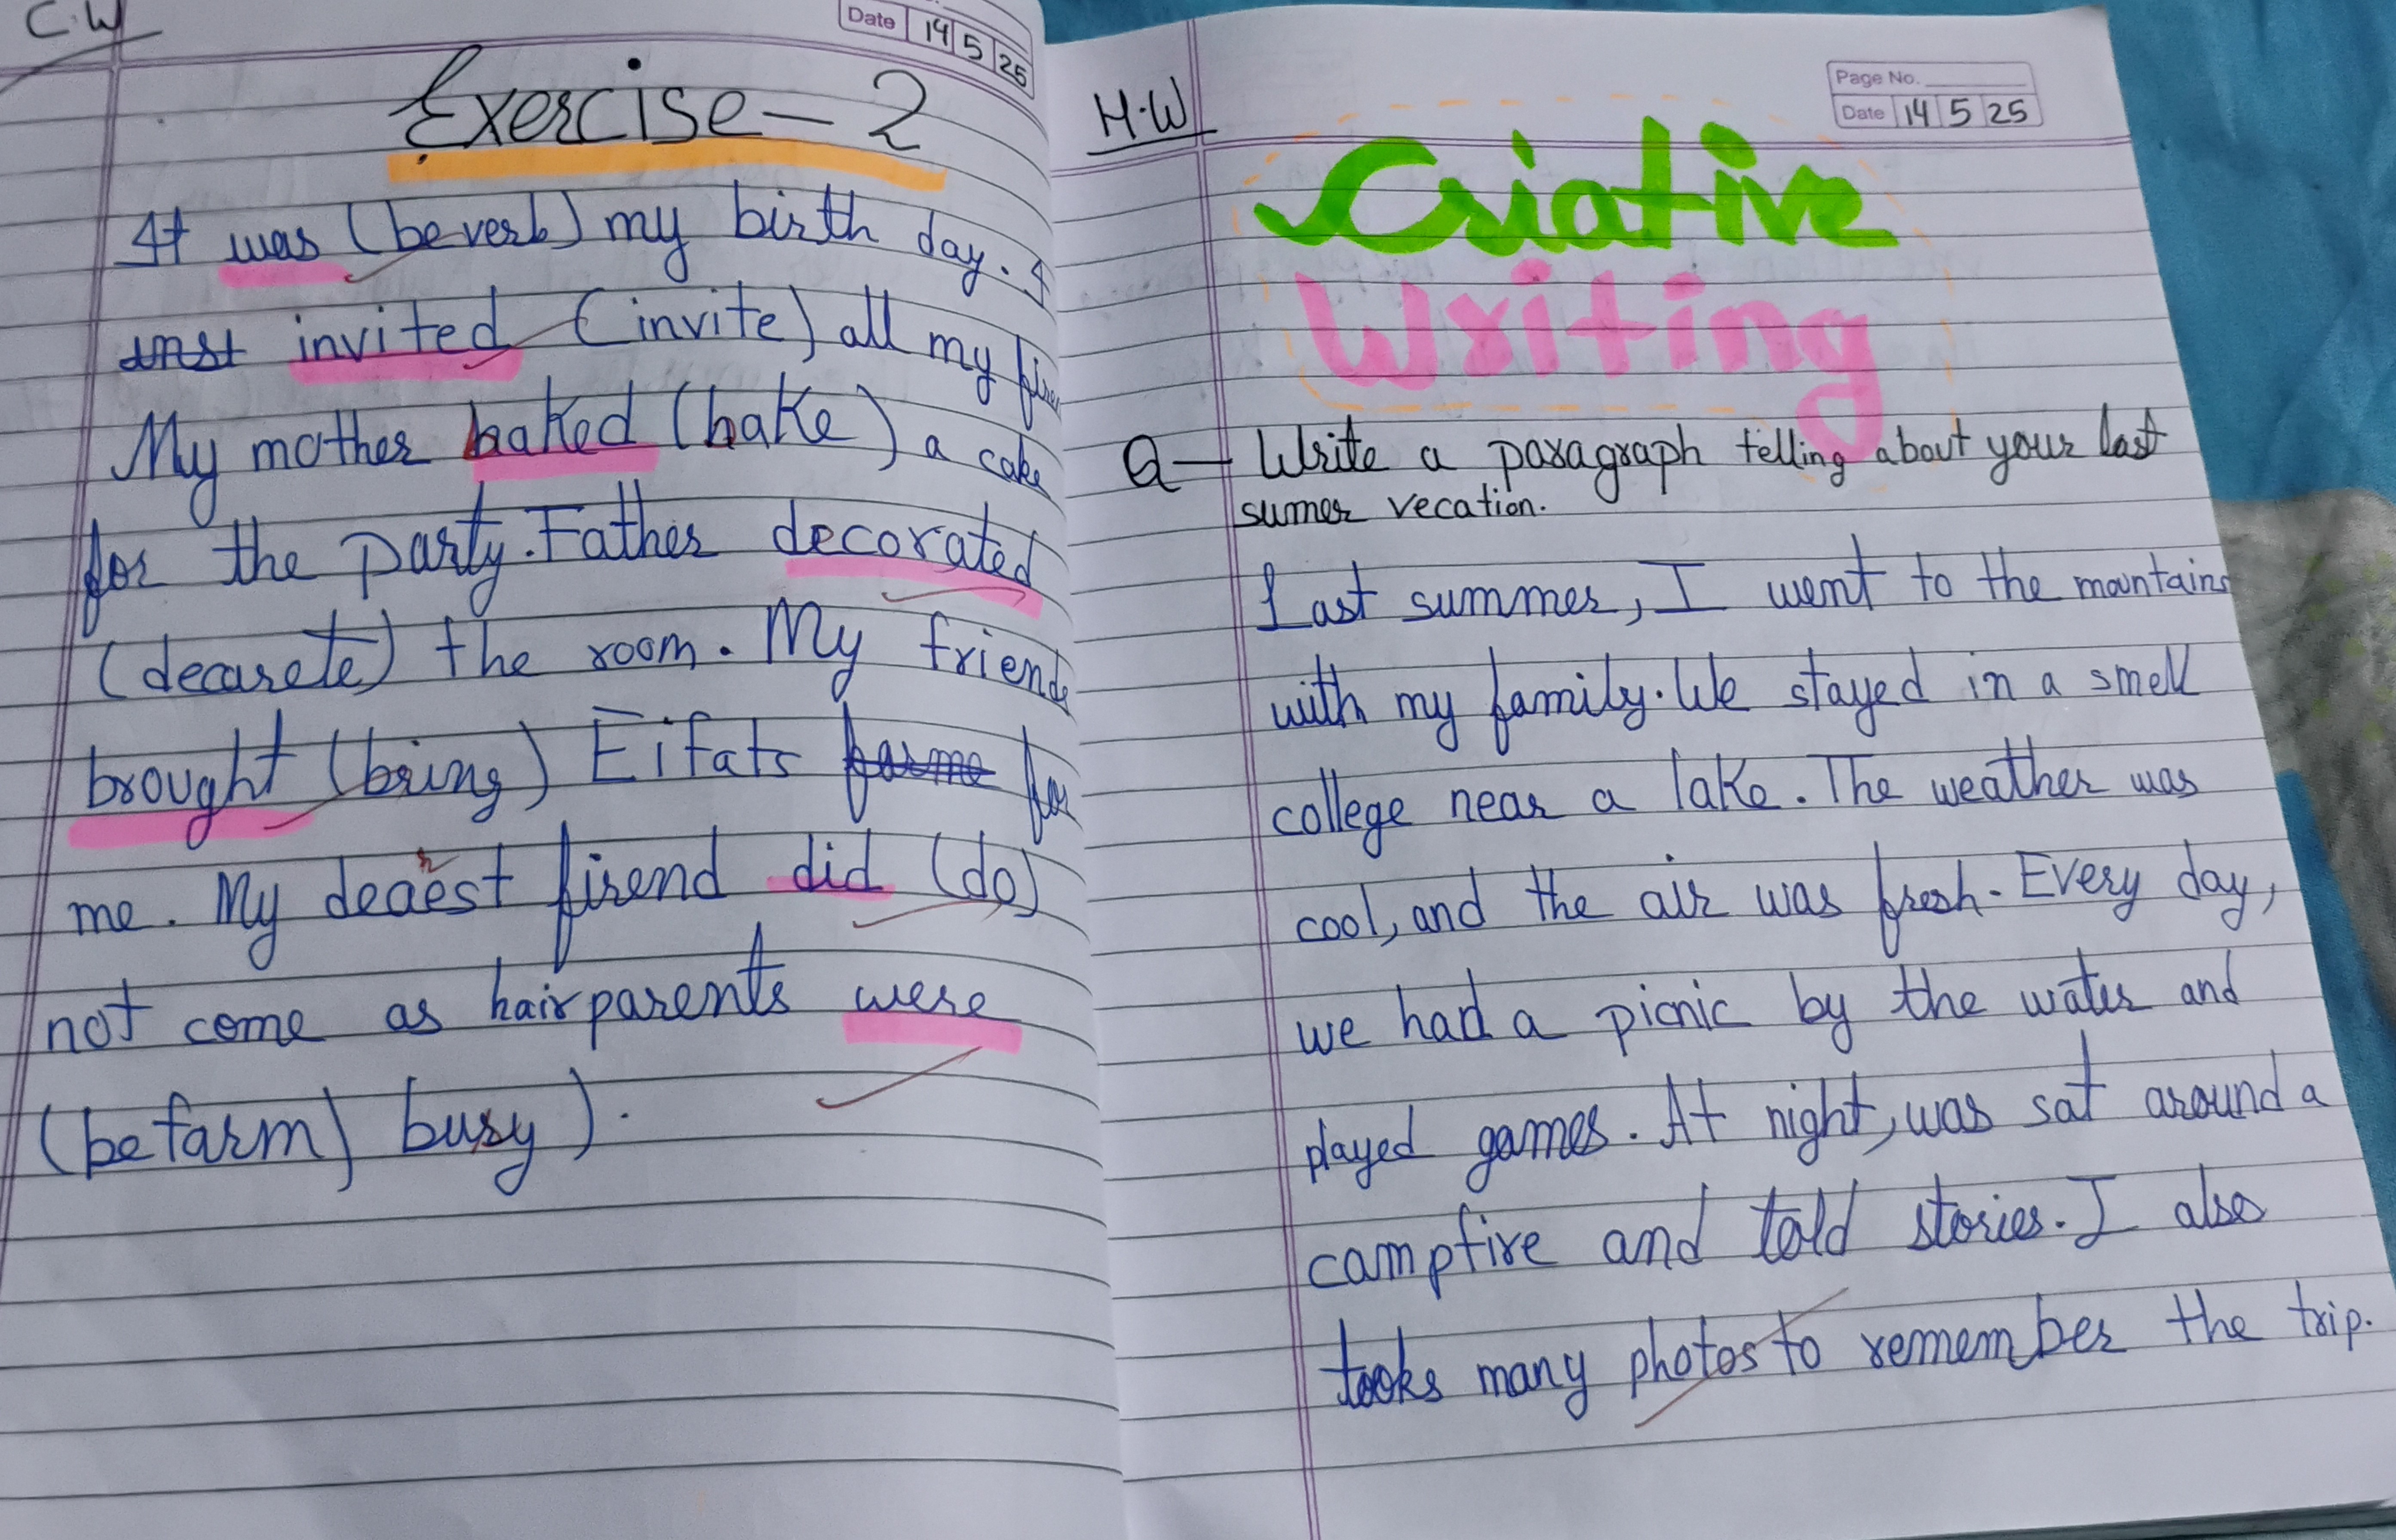 C.W
Date 14 5 25
Exercise - 2
It was (be verb) my birth day. I
inst invited (invite) all my
My mother baked (bake) a cake
for the party. Father decorated
(decarete) the room. My friends
brought (bring) Eifats forme for
me. My dearest firend did (do)
not come as hair parents were
(be farm) busy).
H.W
Page No.
Date 14 5 25
Criative
Writing
Q - Write a paragraph telling about your last
sumer vecation.
Last summer, I went to the mountains
with my family. We stayed in a smell
college near a lake. The weather was
cool, and the air was fresh. Every day,
we had a picnic by the water and
played games. At night, was sat around a
campfire and told stories. I also
tooks many photos to remember the trip.